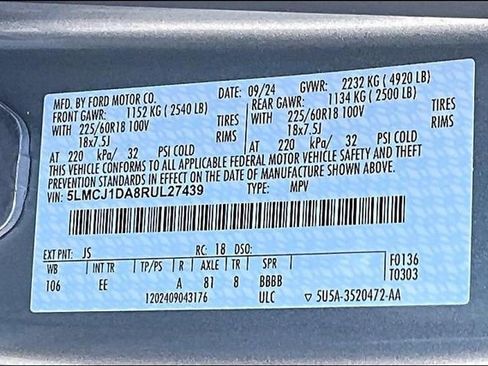 MFD. BY FORD MOTOR CO. DATE: 09/24 GVWR: 2232 KG ( 4920 LB)
FRONT GAWR: 1152 KG ( 2540 LB) REAR GAWR: 1134 KG ( 2500 LB)
WITH 225/60R18 100V TIRES WITH 225/60R18 100V TIRES
18x7.5J RIMS 18x7.5J RIMS
AT 220 kPa/ 32 PSI COLD AT 220 kPa/ 32 PSI COLD
THIS VEHICLE CONFORMS TO ALL APPLICABLE FEDERAL MOTOR VEHICLE SAFETY AND THEFT
PREVENTION STANDARDS IN EFFECT ON THE DATE OF MANUFACTURE SHOWN ABOVE.
VIN: 5LMCJ1DA8RUL27439 TYPE: MPV
EXT PNT: JS RC: 18 DSO: F0136
WB INT TR TP/PS R AXLE TR SPR T0303
106 EE A 81 8 BBBB
1202409043176 ULC ▽ 5U5A-3520472-AA